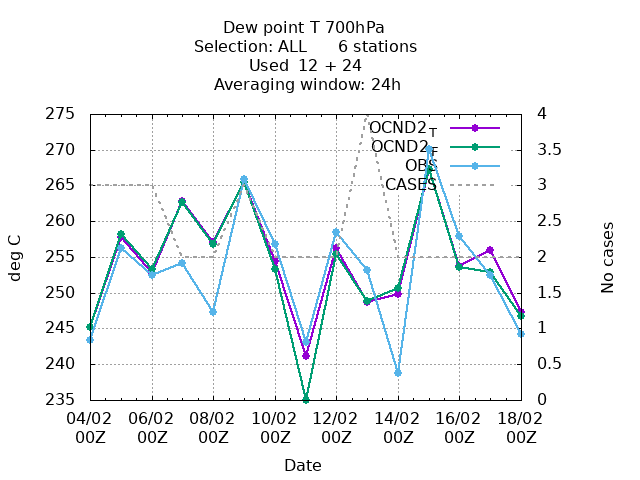 Dew point T 700hPa
Selection: ALL      6 stations
Used  12 + 24
Averaging window: 24h
275
270
265
260
255
250
245
240
235
deg C
4
3.5
3
2.5
2
1.5
1
0.5
0
No cases
OCND2T
OCND2F
OBS
CASES
04/02 06/02 08/02 10/02 12/02 14/02 16/02 18/02
00Z 00Z 00Z 00Z 00Z 00Z 00Z 00Z
Date